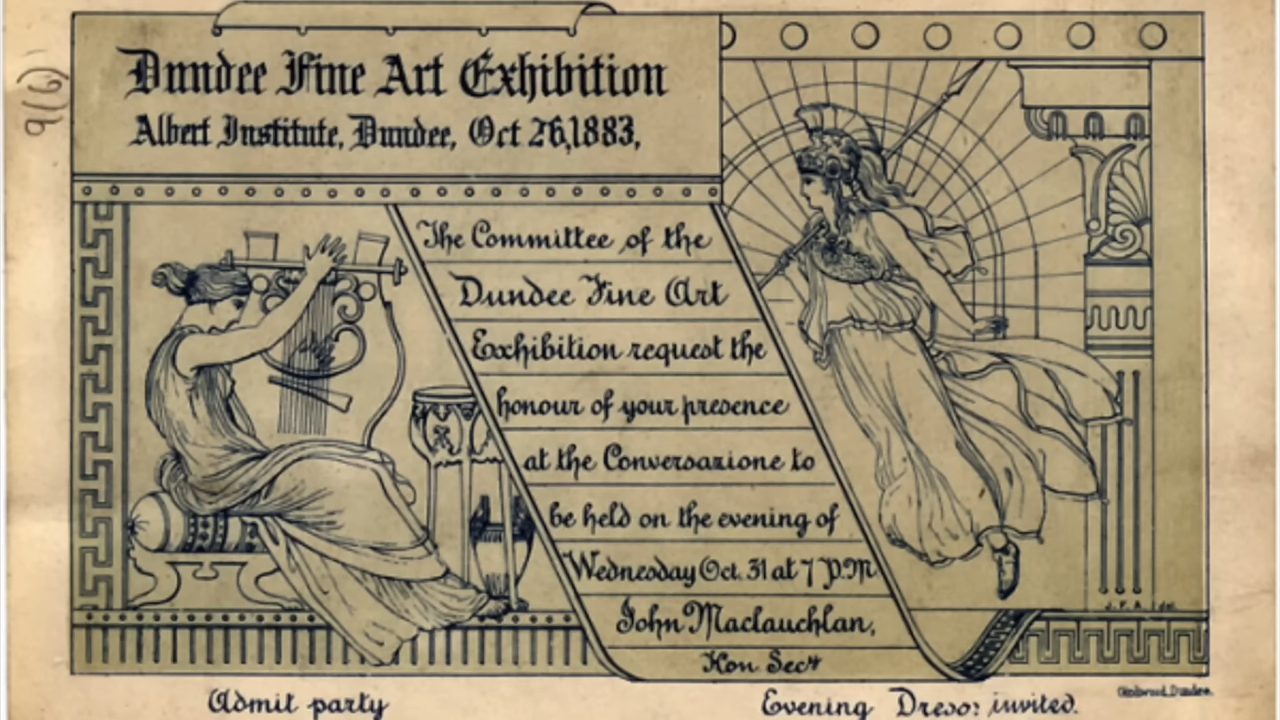 9(6)
Dundee Fine Art Exhibition
Albert Institute, Dundee, Oct 26, 1883,
The Committee of the
Dundee Fine Art
Exhibition request the
honour of your presence
at the Conversazione to
be held on the evening of
Wednesday Oct. 31 at 7 P.M
John Maclauchlan,
Hon Secy
J. F. A. del.
Admit party
Evening Dress: invited.
Dundee.